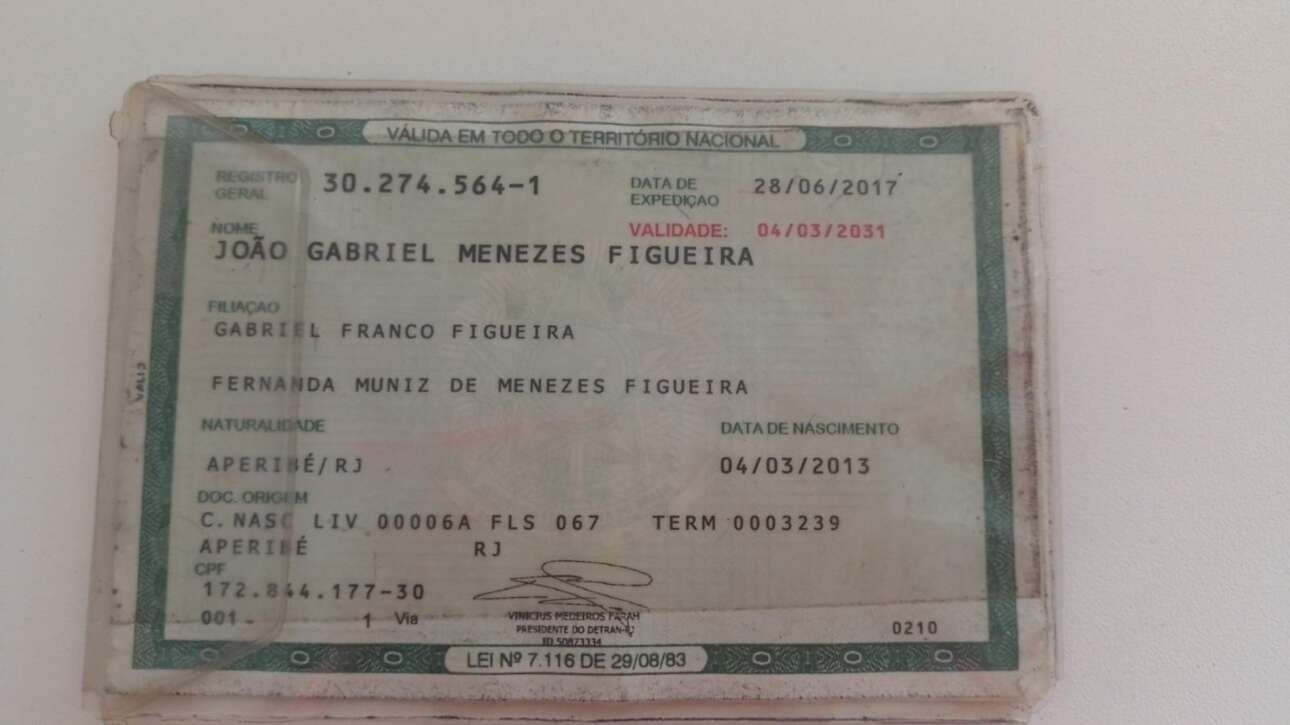 VÁLIDA EM TODO O TERRITÓRIO NACIONAL
REGISTRO GERAL 30.274.564-1 DATA DE EXPEDIÇAO 28/06/2017
VALIDADE: 04/03/2031
NOME
JOÃO GABRIEL MENEZES FIGUEIRA
FILIAÇAO
GABRIEL FRANCO FIGUEIRA
FERNANDA MUNIZ DE MENEZES FIGUEIRA
NATURALIDADE DATA DE NASCIMENTO
APERIBÉ/RJ 04/03/2013
DOC. ORIGEM
C. NASC LIV 00006A FLS 067 TERM 0003239
APERIBÉ RJ
CPF
172.844.177-30
001 1 Via
VINICIUS MEDEIROS FARAH
PRESIDENTE DO DETRAN-RJ
ID 50873334
0210
LEI Nº 7.116 DE 29/08/83